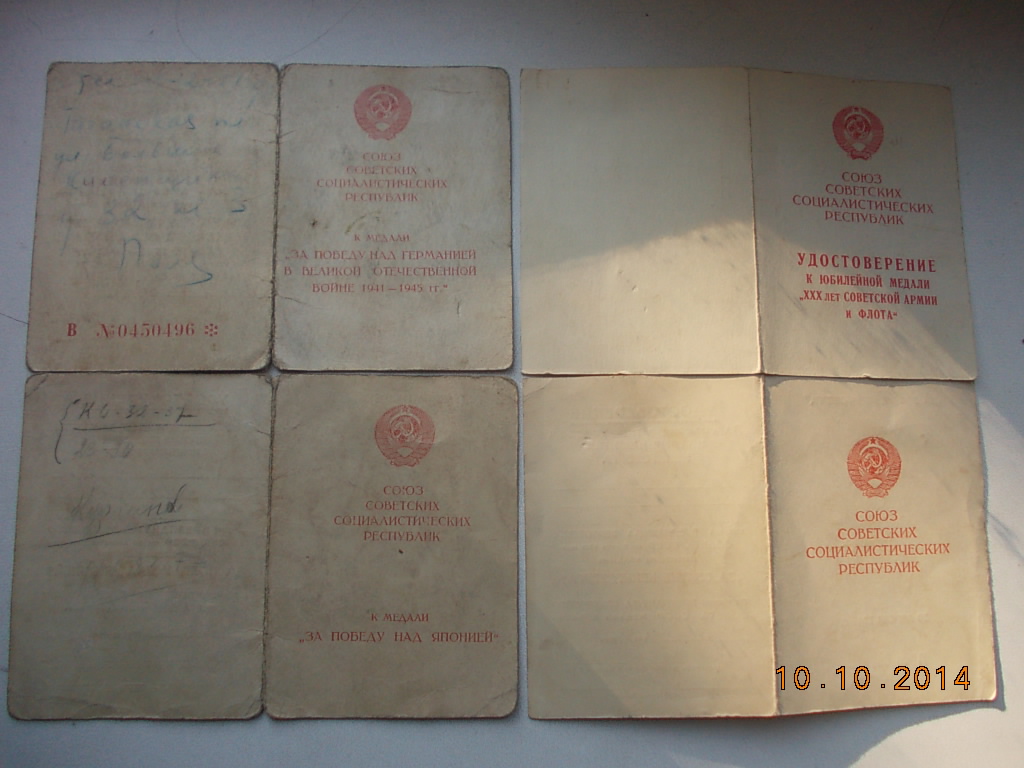 СОЮЗ
СОВЕТСКИХ
СОЦИАЛИСТИЧЕСКИХ
РЕСПУБЛИК
К МЕДАЛИ
„ЗА ПОБЕДУ НАД ГЕРМАНИЕЙ
В ВЕЛИКОЙ ОТЕЧЕСТВЕННОЙ
ВОЙНЕ 1941–1945 гг."
В №0450496
СОЮЗ
СОВЕТСКИХ
СОЦИАЛИСТИЧЕСКИХ
РЕСПУБЛИК
УДОСТОВЕРЕНИЕ
К ЮБИЛЕЙНОЙ МЕДАЛИ
„XXX ЛЕТ СОВЕТСКОЙ АРМИИ
И ФЛОТА"
СОЮЗ
СОВЕТСКИХ
СОЦИАЛИСТИЧЕСКИХ
РЕСПУБЛИК
К МЕДАЛИ
„ЗА ПОБЕДУ НАД ЯПОНИЕЙ"
СОЮЗ
СОВЕТСКИХ
СОЦИАЛИСТИЧЕСКИХ
РЕСПУБЛИК
10.10.2014